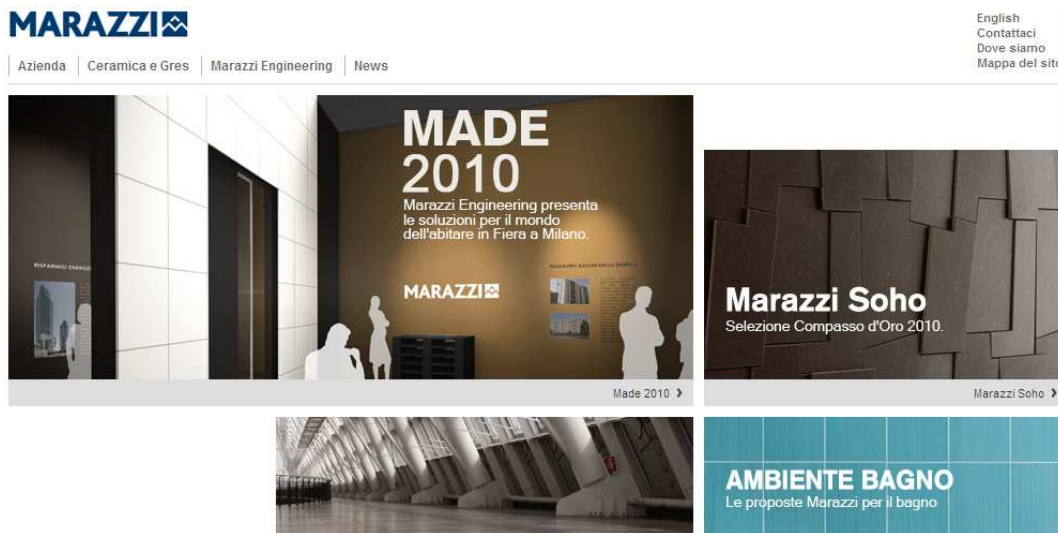 MARAZZI
English
Contattaci
Dove siamo
Mappa del sito
Azienda
Ceramica e Gres
Marazzi Engineering
News
MADE
2010
Marazzi Engineering presenta
le soluzioni per il mondo
dell'abitare in Fiera a Milano.
RISPARMIO ENERGE
MARAZZI
Made 2010
Marazzi Soho
Selezione Compasso d'Oro 2010.
Marazzi Soho
AMBIENTE BAGNO
Le proposte Marazzi per il bagno